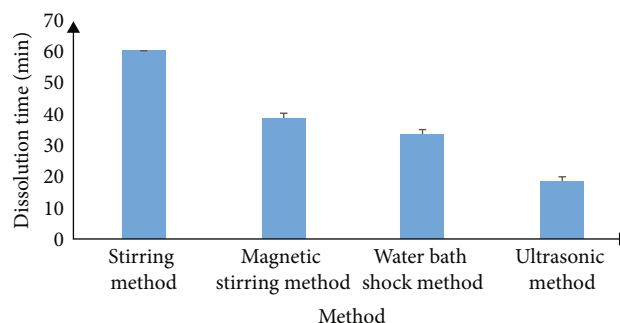 Dissolution time (min)
70
60
50
40
30
20
10
0
Stirring
method
Magnetic
stirring method
Water bath
shock method
Ultrasonic
method
Method